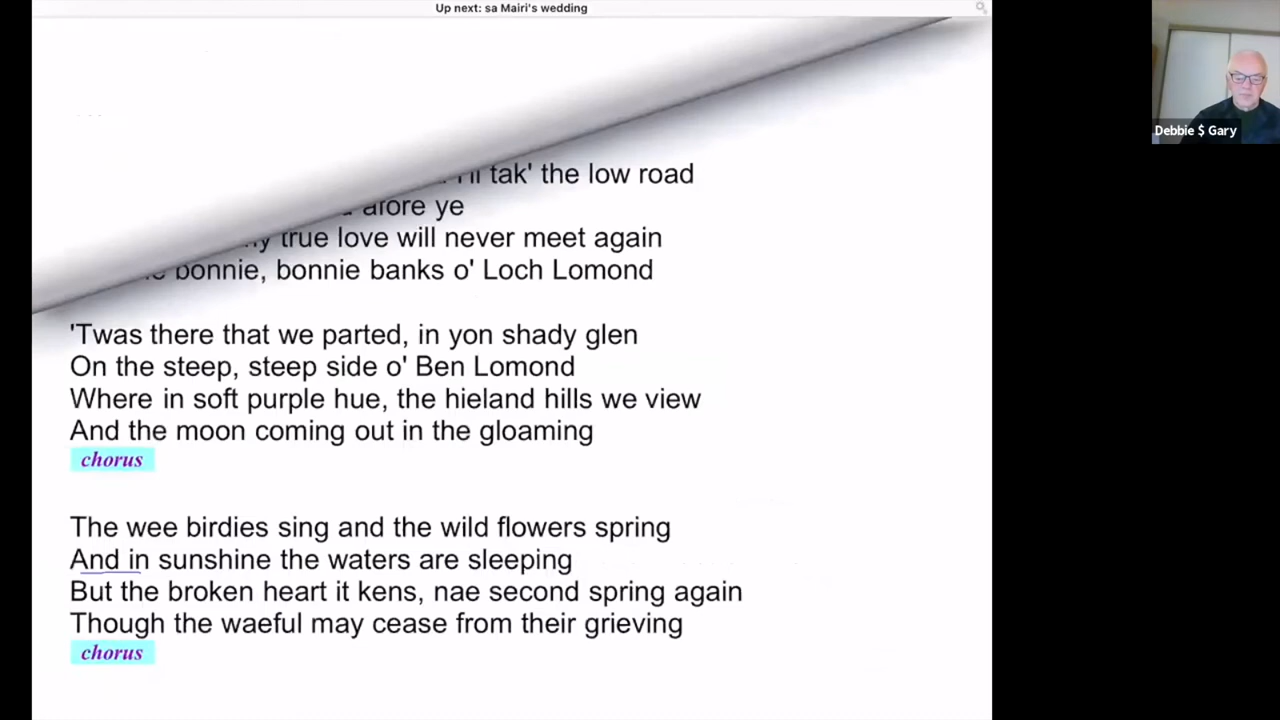 Up next: sa Mairi's wedding
Debbie $ Gary
tak' the low road
afore ye
true love will never meet again
bonnie, bonnie banks o' Loch Lomond
'Twas there that we parted, in yon shady glen
On the steep, steep side o' Ben Lomond
Where in soft purple hue, the hieland hills we view
And the moon coming out in the gloaming
chorus
The wee birdies sing and the wild flowers spring
And in sunshine the waters are sleeping
But the broken heart it kens, nae second spring again
Though the waeful may cease from their grieving
chorus